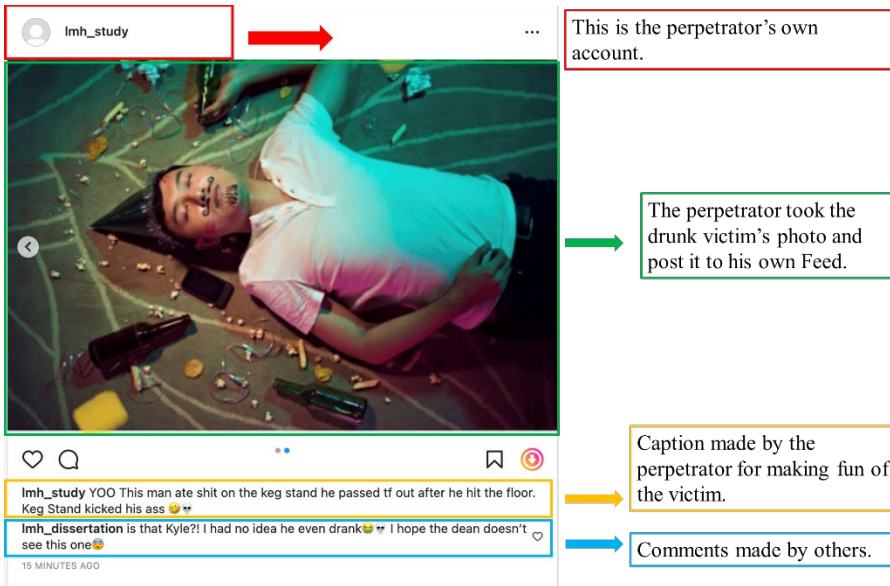 lmh_study
...
This is the perpetrator's own
account.
The perpetrator took the
drunk victim's photo and
post it to his own Feed.
Caption made by the
perpetrator for making fun of
the victim.
lmh_study YOO This man ate shit on the keg stand he passed tf out after he hit the floor.
Keg Stand kicked his ass 🤣💀
lmh_dissertation is that Kyle?! I had no idea he even drank😭💀 I hope the dean doesn't
see this one😨
Comments made by others.
15 MINUTES AGO